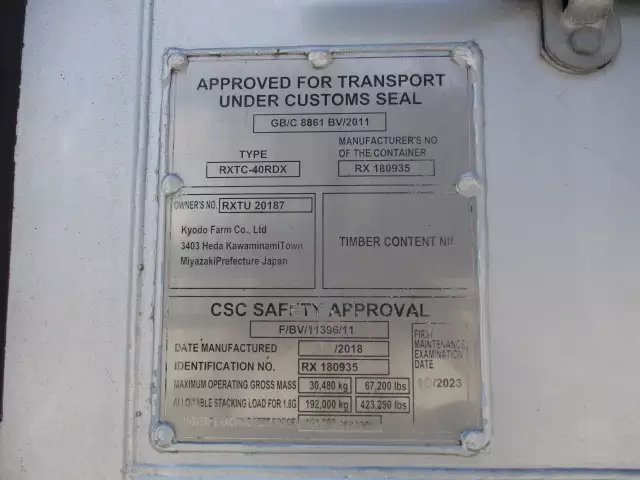 APPROVED FOR TRANSPORT
UNDER CUSTOMS SEAL
GB/C 8861 BV/2011
TYPE
RXTC-40RDX
MANUFACTURER'S NO
OF THE CONTAINER
RX 180935
OWNER'S NO. RXTU 20187
Kyodo Farm Co., Ltd
3403 Heda KawaminamiTown
MiyazakiPrefecture Japan
TIMBER CONTENT NIL
CSC SAFETY APPROVAL
F/BV/11396/11
DATE MANUFACTURED /2018
IDENTIFICATION NO. RX 180935
MAXIMUM OPERATING GROSS MASS 30,480 kg 67,200 lbs
ALLOWABLE STACKING LOAD FOR 1.8G 192,000 kg 423,250 lbs
FIRST
MAINTENANCE
EXAMINATION
DATE
/2023